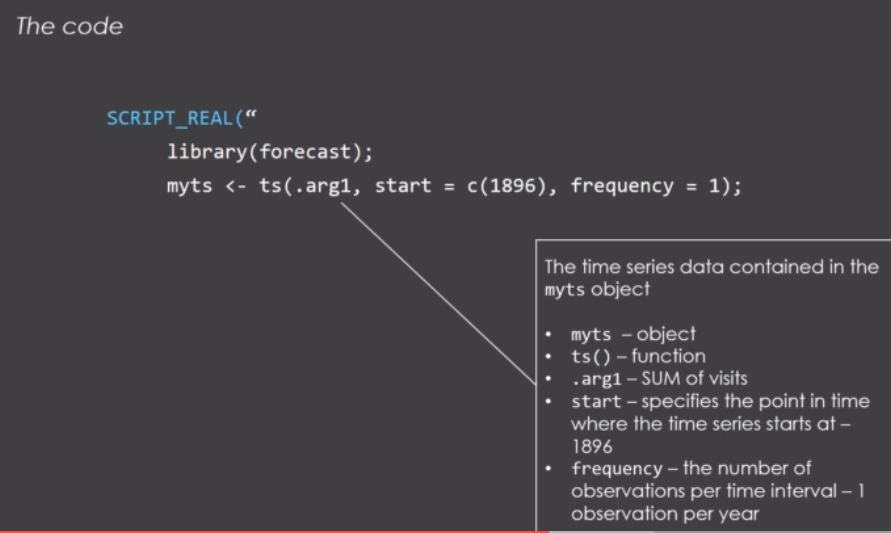 The code
SCRIPT_REAL(“
library(forecast);
myts <- ts(.arg1, start = c(1896), frequency = 1);
The time series data contained in the
myts object
• myts – object
• ts() – function
• .arg1 – SUM of visits
• start – specifies the point in time
where the time series starts at –
1896
• frequency – the number of
observations per time interval – 1
observation per year